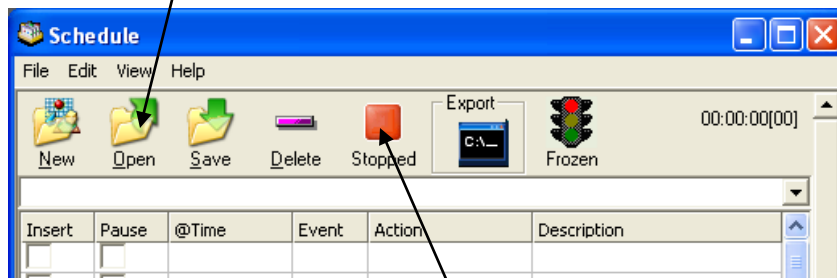 Schedule
File Edit View Help
Export
00:00:00[00]
C:\_
New Open Save Delete Stopped Frozen
Insert Pause @Time Event Action Description